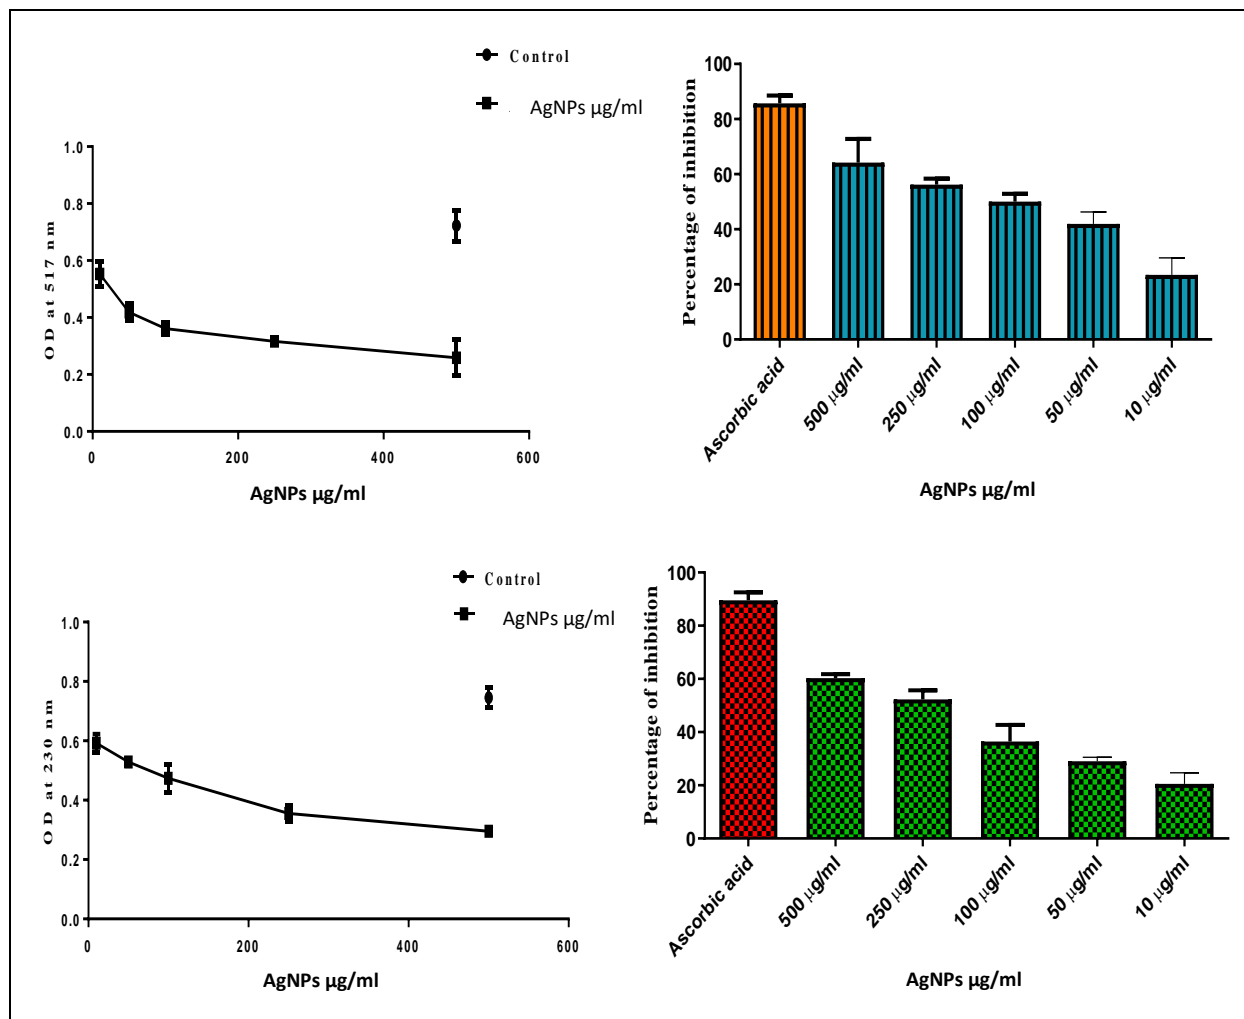 Control
AgNPs µg/ml
OD at 517 nm
1.0
0.8
0.6
0.4
0.2
0.0
0
200
400
600
AgNPs µg/ml
Percentage of inhibition
100
80
60
40
20
0
Ascorbic acid
500 µg/ml
250 µg/ml
100 µg/ml
50 µg/ml
10 µg/ml
AgNPs µg/ml
Control
AgNPs µg/ml
OD at 230 nm
1.0
0.8
0.6
0.4
0.2
0.0
0
200
400
600
AgNPs µg/ml
Percentage of inhibition
100
80
60
40
20
0
Ascorbic acid
500 µg/ml
250 µg/ml
100 µg/ml
50 µg/ml
10 µg/ml
AgNPs µg/ml